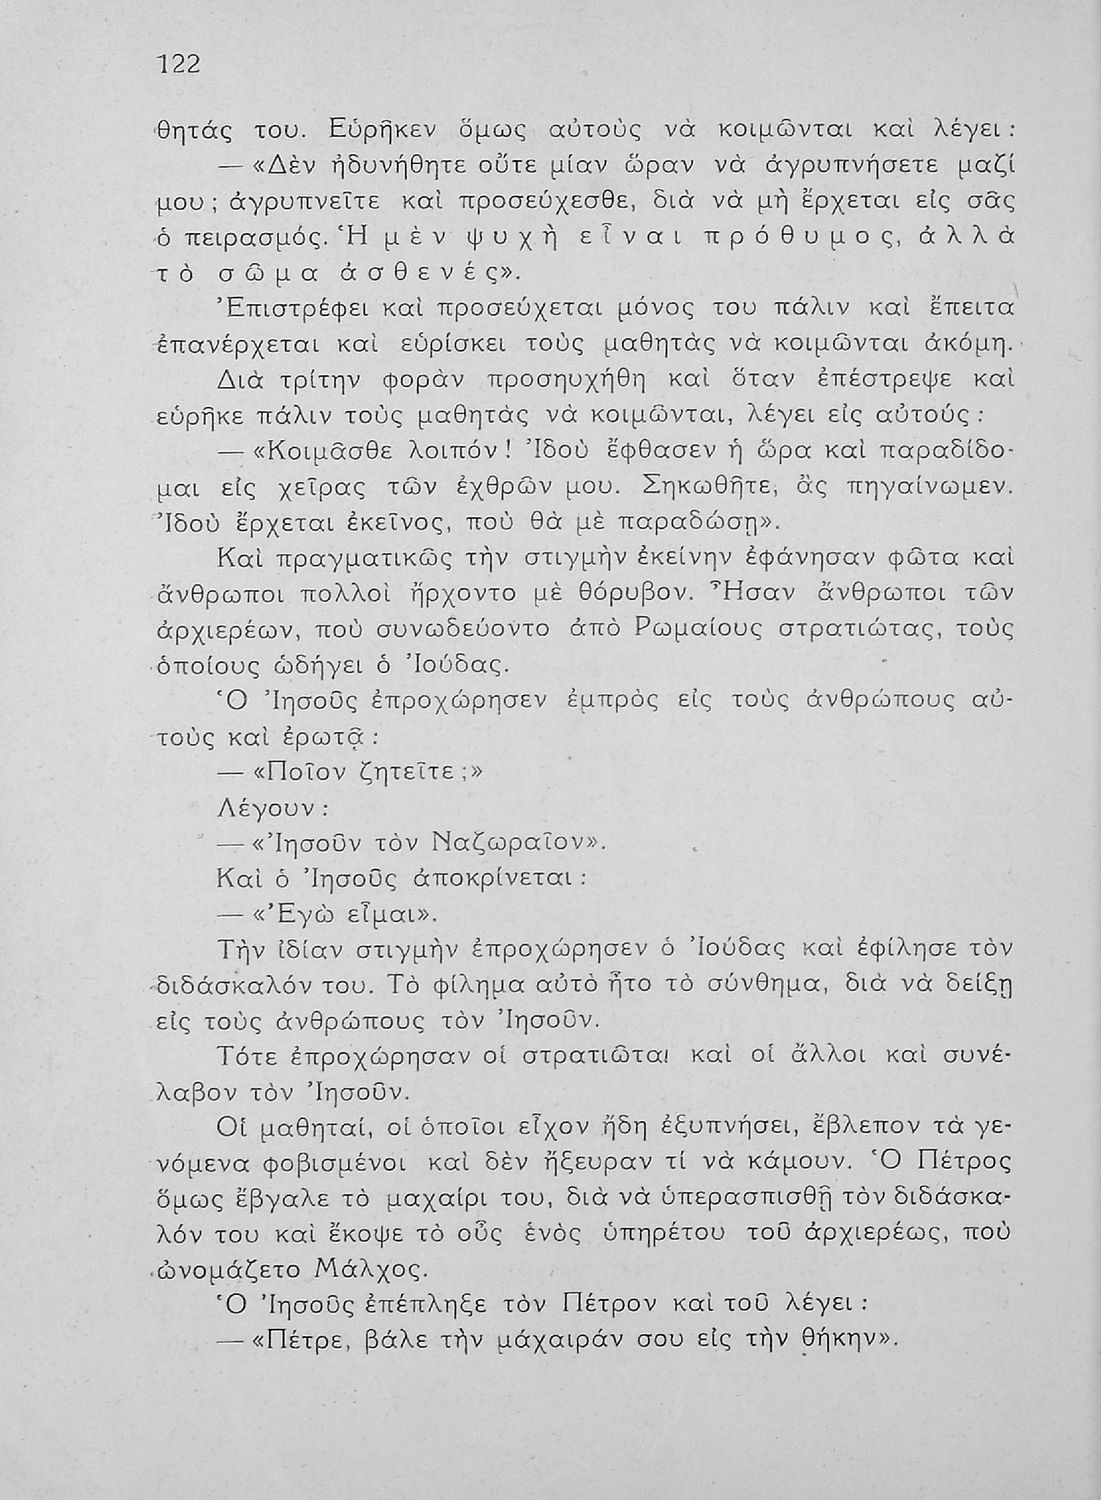 122
θητάς του. Εὑρῆκεν ὅμως αὐτοὺς νὰ κοιμῶνται καὶ λέγει :
— «Δὲν ἠδυνήθητε οὔτε μίαν ὥραν νὰ ἀγρυπνήσετε μαζί
μου ; ἀγρυπνεῖτε καὶ προσεύχεσθε, διὰ νὰ μὴ ἔρχεται εἰς σᾶς
ὁ πειρασμός. Ἡ μὲν ψυχὴ εἶναι πρόθυμος, ἀλλὰ
τὸ σῶμα ἀσθενές».
Ἐπιστρέφει καὶ προσεύχεται μόνος του πάλιν καὶ ἔπειτα
ἐπανέρχεται καὶ εὑρίσκει τοὺς μαθητὰς νὰ κοιμῶνται ἀκόμη.
Διὰ τρίτην φορὰν προσηυχήθη καὶ ὅταν ἐπέστρεψε καὶ
εὑρῆκε πάλιν τοὺς μαθητὰς νὰ κοιμῶνται, λέγει εἰς αὐτούς :
— «Κοιμᾶσθε λοιπόν! Ἰδοὺ ἔφθασεν ἡ ὥρα καὶ παραδίδο-
μαι εἰς χεῖρας τῶν ἐχθρῶν μου. Σηκωθῆτε, ἂς πηγαίνωμεν.
Ἰδοὺ ἔρχεται ἐκεῖνος, ποὺ θὰ μὲ παραδώσῃ».
Καὶ πραγματικῶς τὴν στιγμὴν ἐκείνην ἐφάνησαν φῶτα καὶ
ἄνθρωποι πολλοὶ ἤρχοντο μὲ θόρυβον. Ἦσαν ἄνθρωποι τῶν
ἀρχιερέων, ποὺ συνωδεύοντο ἀπὸ Ρωμαίους στρατιώτας, τοὺς
ὁποίους ὡδήγει ὁ Ἰούδας.
Ὁ Ἰησοῦς ἐπροχώρησεν ἐμπρὸς εἰς τοὺς ἀνθρώπους αὐ-
τοὺς καὶ ἐρωτᾷ :
— «Ποῖον ζητεῖτε ;»
Λέγουν :
— «Ἰησοῦν τὸν Ναζωραῖον».
Καὶ ὁ Ἰησοῦς ἀποκρίνεται :
— «Ἐγὼ εἶμαι».
Τὴν ἰδίαν στιγμὴν ἐπροχώρησεν ὁ Ἰούδας καὶ ἐφίλησε τὸν
διδάσκαλόν του. Τὸ φίλημα αὐτὸ ἦτο τὸ σύνθημα, διὰ νὰ δείξῃ
εἰς τοὺς ἀνθρώπους τὸν Ἰησοῦν.
Τότε ἐπροχώρησαν οἱ στρατιῶται καὶ οἱ ἄλλοι καὶ συνέ-
λαβον τὸν Ἰησοῦν.
Οἱ μαθηταί, οἱ ὁποῖοι εἶχον ἤδη ἐξυπνήσει, ἔβλεπον τὰ γε-
νόμενα φοβισμένοι καὶ δὲν ἤξευραν τί νὰ κάμουν. Ὁ Πέτρος
ὅμως ἔβγαλε τὸ μαχαίρι του, διὰ νὰ ὑπερασπισθῇ τὸν διδάσκα-
λόν του καὶ ἔκοψε τὸ οὖς ἑνὸς ὑπηρέτου τοῦ ἀρχιερέως, ποὺ
ὠνομάζετο Μάλχος.
Ὁ Ἰησοῦς ἐπέπληξε τὸν Πέτρον καὶ τοῦ λέγει :
— «Πέτρε, βάλε τὴν μάχαιράν σου εἰς τὴν θήκην».